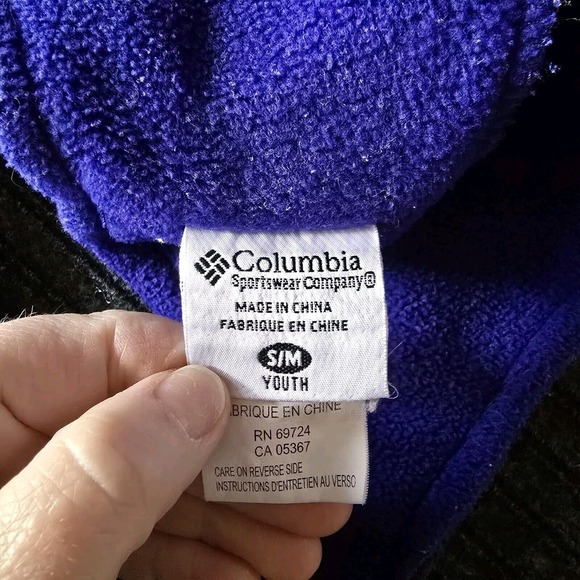 Columbia
Sportswear Company®
MADE IN CHINA
FABRIQUE EN CHINE
S/M
YOUTH
BRIQUE EN CHINE
RN 69724
CA 05367
CARE ON REVERSE SIDE
INSTRUCTIONS D'ENTRETIEN AU VERSO